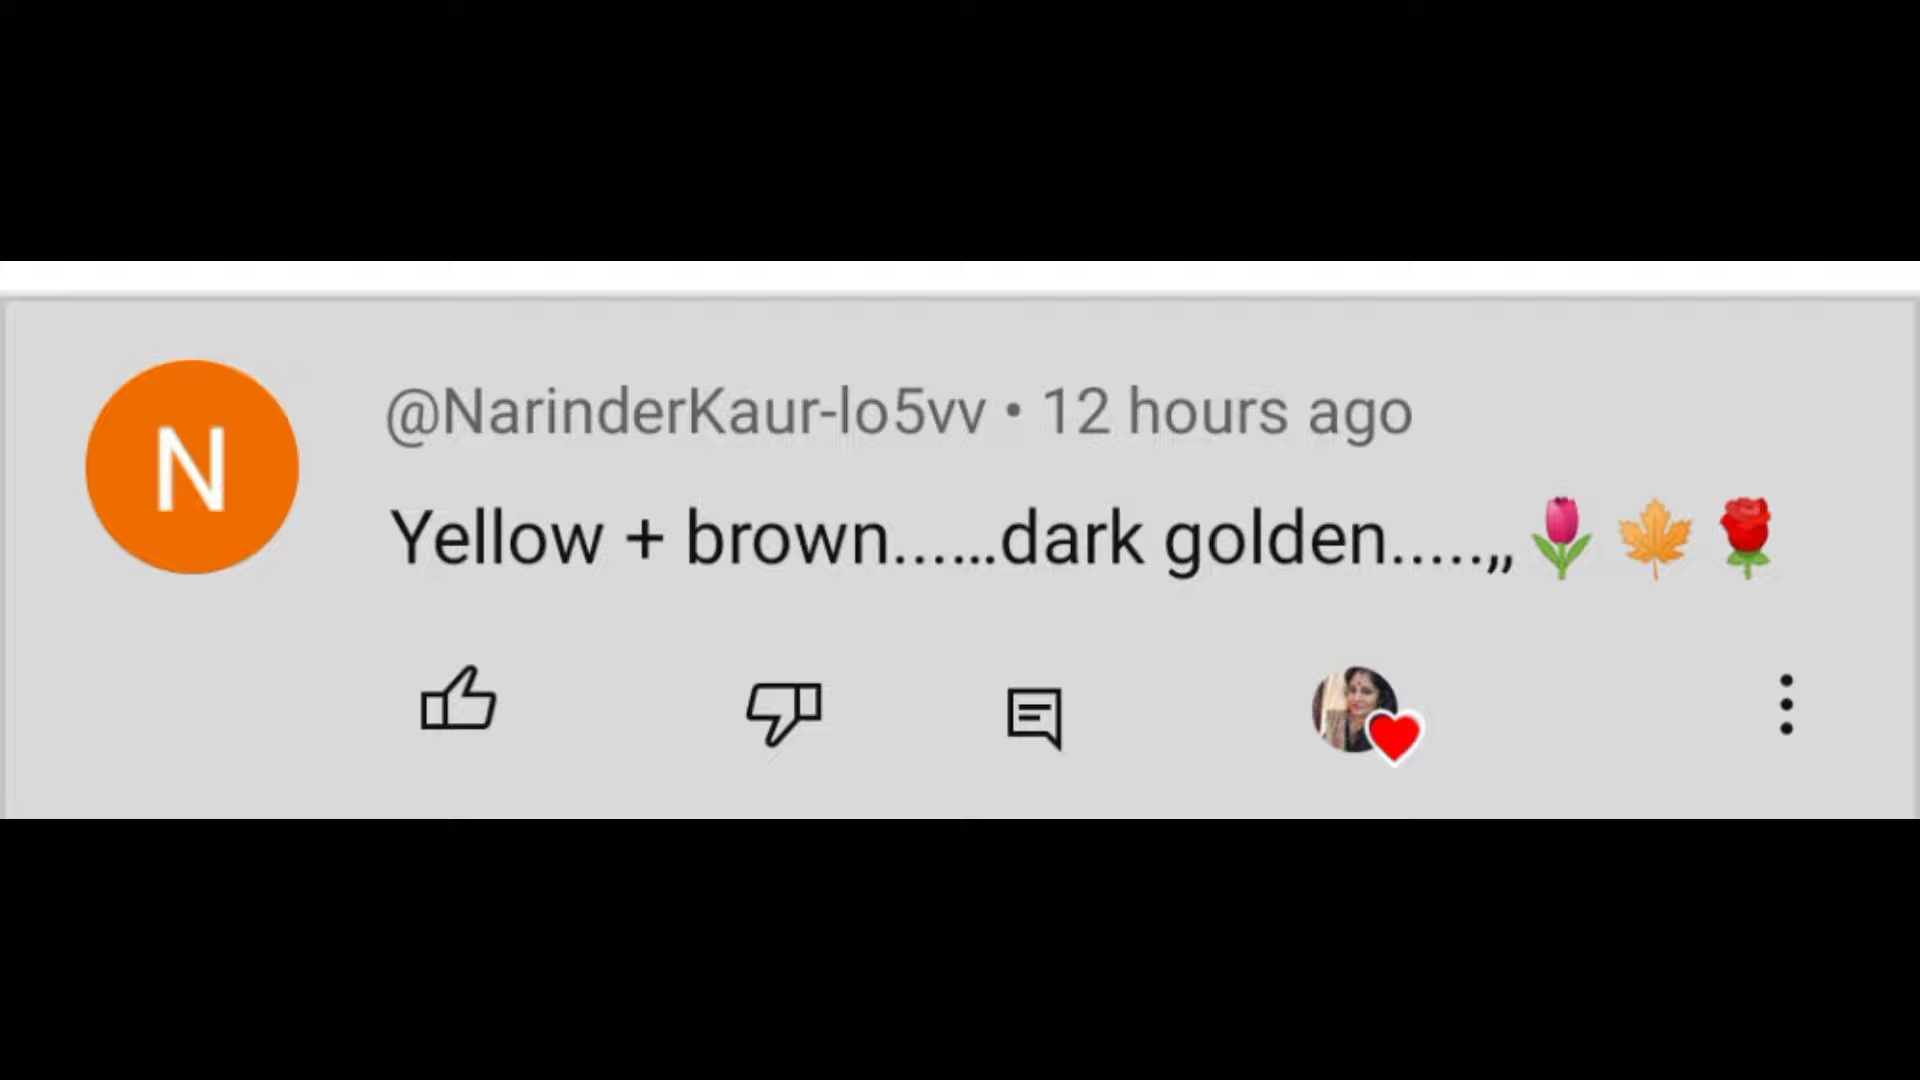 N
@NarinderKaur-lo5vv • 12 hours ago
Yellow + brown......dark golden.....,,🌷🍁🌹